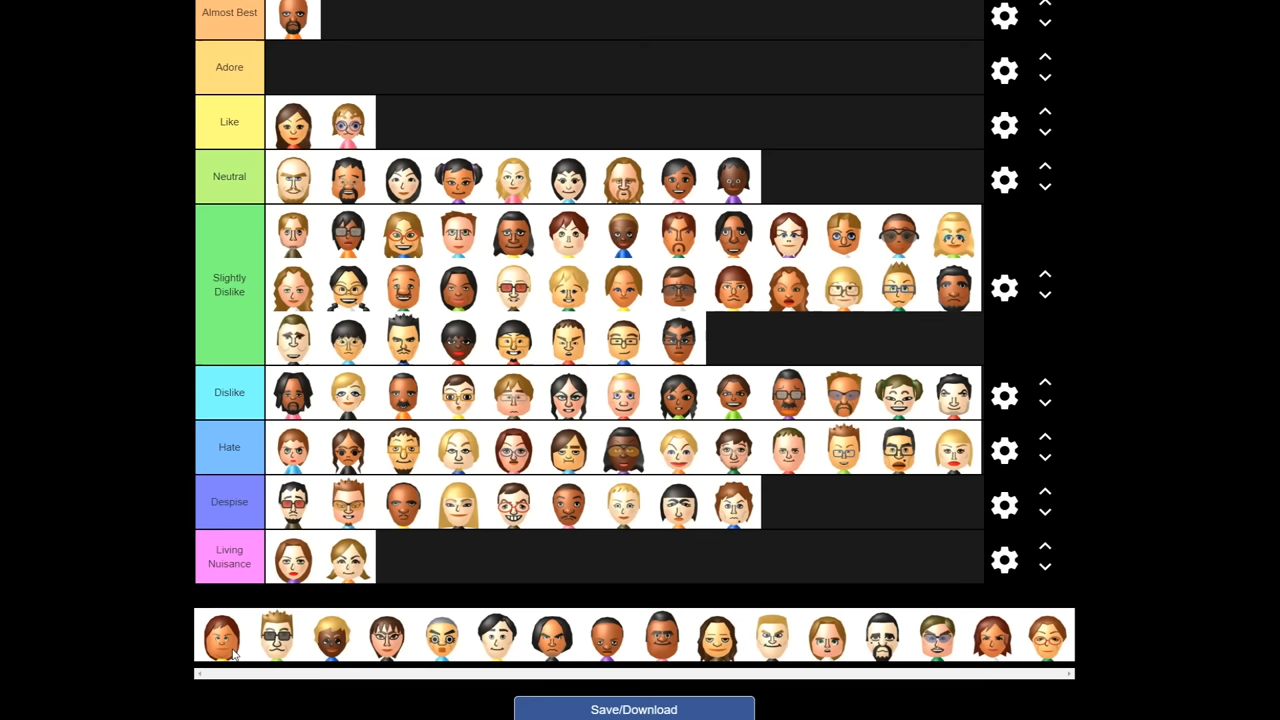 Almost Best
Adore
Like
Neutral
Slightly
Dislike
Dislike
Hate
Despise
Living
Nuisance
Save/Download